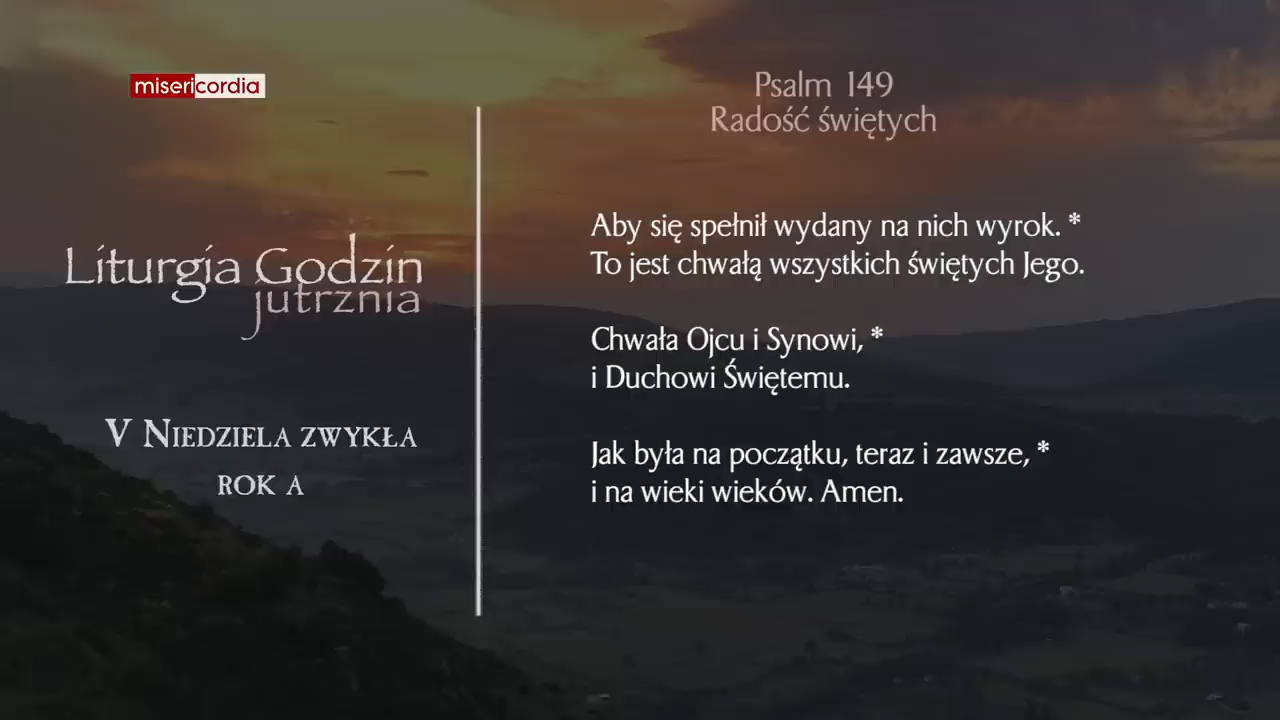 misericordia
Liturgia Godzin
jutrznia
V Niedziela zwykła
rok A
Psalm 149
Radość świętych
Aby się spełnił wydany na nich wyrok. *
To jest chwałą wszystkich świętych Jego.
Chwała Ojcu i Synowi, *
i Duchowi Świętemu.
Jak była na początku, teraz i zawsze, *
i na wieki wieków. Amen.